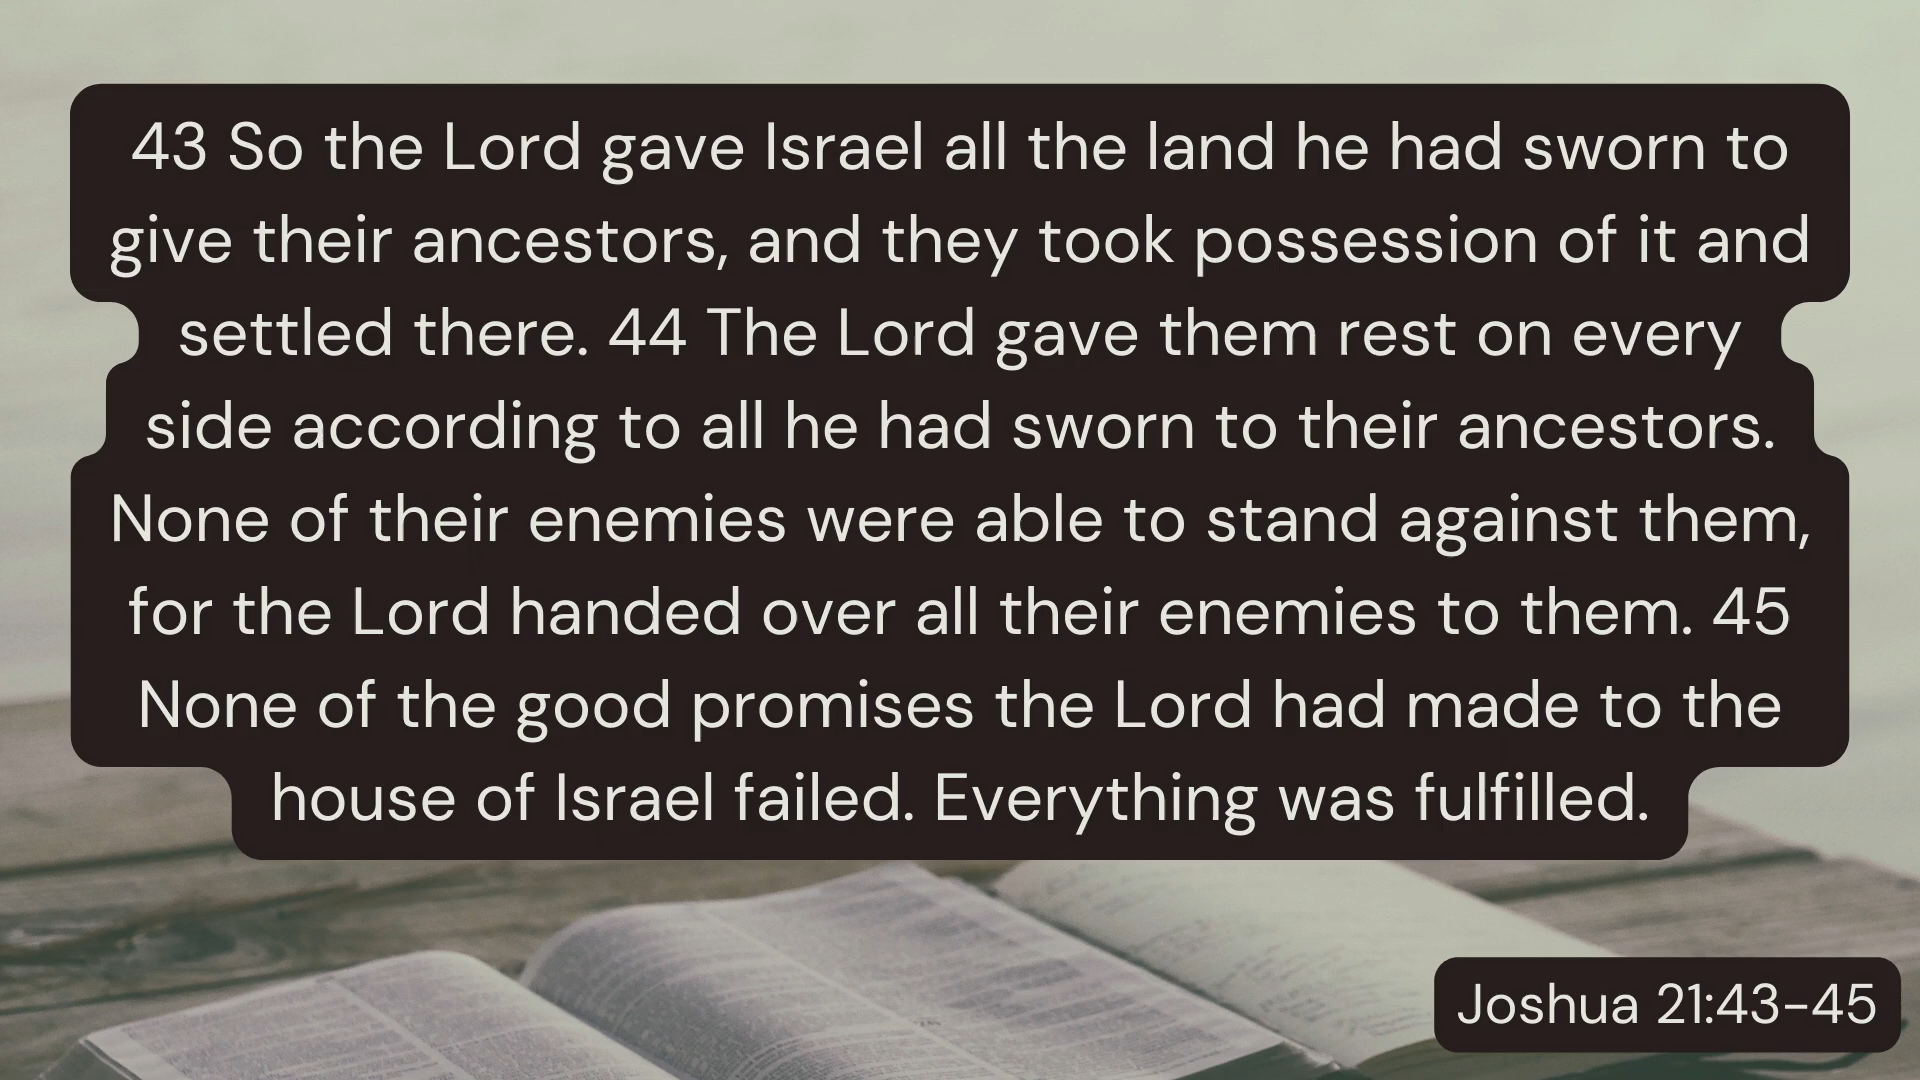 43 So the Lord gave Israel all the land he had sworn to
give their ancestors, and they took possession of it and
settled there. 44 The Lord gave them rest on every
side according to all he had sworn to their ancestors.
None of their enemies were able to stand against them,
for the Lord handed over all their enemies to them. 45
None of the good promises the Lord had made to the
house of Israel failed. Everything was fulfilled.
Joshua 21:43-45